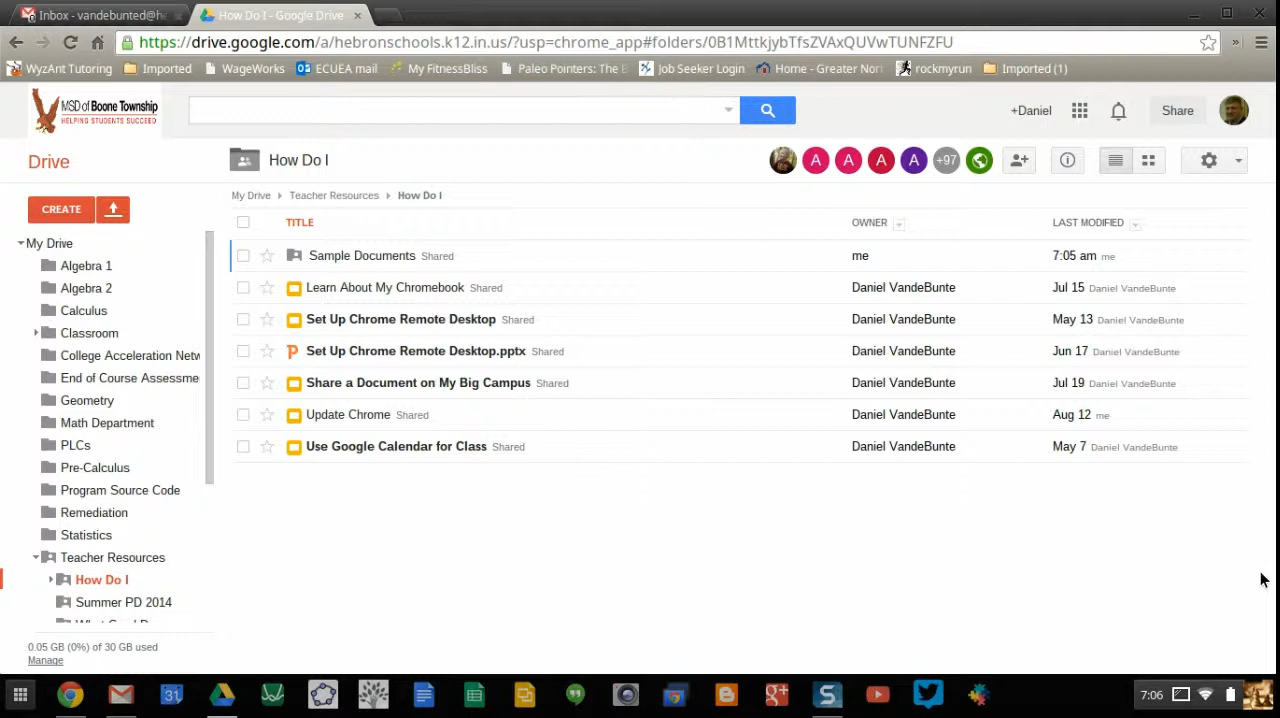 Inbox - vandebunted@he
How Do I - Google Drive
https://drive.google.com/a/hebronschools.k12.in.us/?usp=chrome_app#folders/0B1MttkjybTfsZVAxQUVwTUNFZFU
WyzAnt Tutoring Imported WageWorks ECUEA mail My FitnessBliss Paleo Pointers: The B Job Seeker Login Home - Greater Nort rockmyrun Imported (1)
MSD of Boone Township
HELPING STUDENTS SUCCEED
+Daniel Share
Drive
How Do I
A A A A +97
My Drive Teacher Resources How Do I
CREATE
TITLE OWNER LAST MODIFIED
Sample Documents Shared me 7:05 am me
Learn About My Chromebook Shared Daniel VandeBunte Jul 15 Daniel VandeBunte
Set Up Chrome Remote Desktop Shared Daniel VandeBunte May 13 Daniel VandeBunte
P Set Up Chrome Remote Desktop.pptx Shared Daniel VandeBunte Jun 17 Daniel VandeBunte
Share a Document on My Big Campus Shared Daniel VandeBunte Jul 19 Daniel VandeBunte
Update Chrome Shared Daniel VandeBunte Aug 12 me
Use Google Calendar for Class Shared Daniel VandeBunte May 7 Daniel VandeBunte
My Drive
Algebra 1
Algebra 2
Calculus
Classroom
College Acceleration Netw
End of Course Assessme
Geometry
Math Department
PLCs
Pre-Calculus
Program Source Code
Remediation
Statistics
Teacher Resources
How Do I
Summer PD 2014
0.05 GB (0%) of 30 GB used
Manage
31
S
7:06